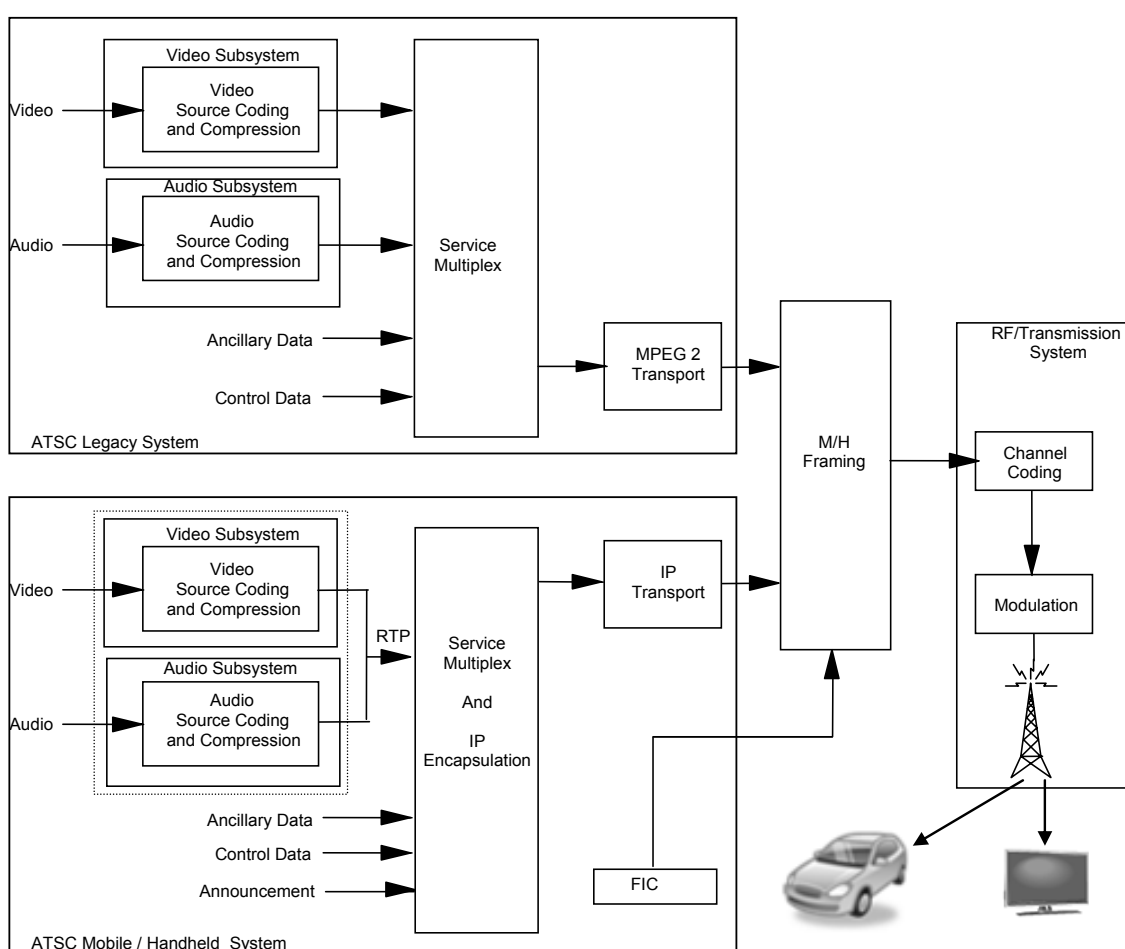 Video Subsystem
Video
Video
Source Coding
and Compression
Audio Subsystem
Audio
Audio
Source Coding
and Compression
Service
Multiplex
Ancillary Data
Control Data
MPEG 2
Transport
ATSC Legacy System
M/H
Framing
RF/Transmission
System
Channel
Coding
Modulation
Video Subsystem
Video
Video
Source Coding
and Compression
RTP
Audio Subsystem
Audio
Audio
Source Coding
and Compression
Service
Multiplex
And
IP
Encapsulation
IP
Transport
Ancillary Data
Control Data
Announcement
FIC
ATSC Mobile / Handheld System